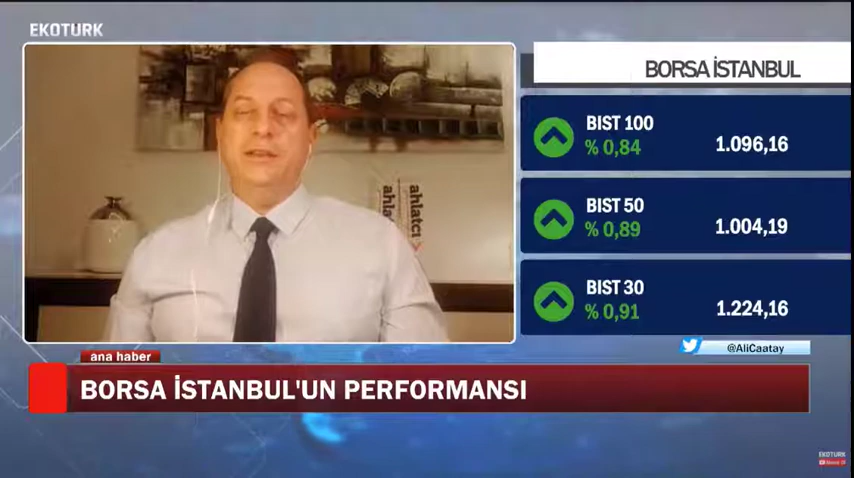 EKOTURK
BORSA İSTANBUL
BIST 100
% 0,84
1.096,16
BIST 50
% 0,89
1.004,19
BIST 30
% 0,91
1.224,16
ahlatcı
ahlatcı
@AliCaatay
ana haber
BORSA İSTANBUL'UN PERFORMANSI
EKOTURK